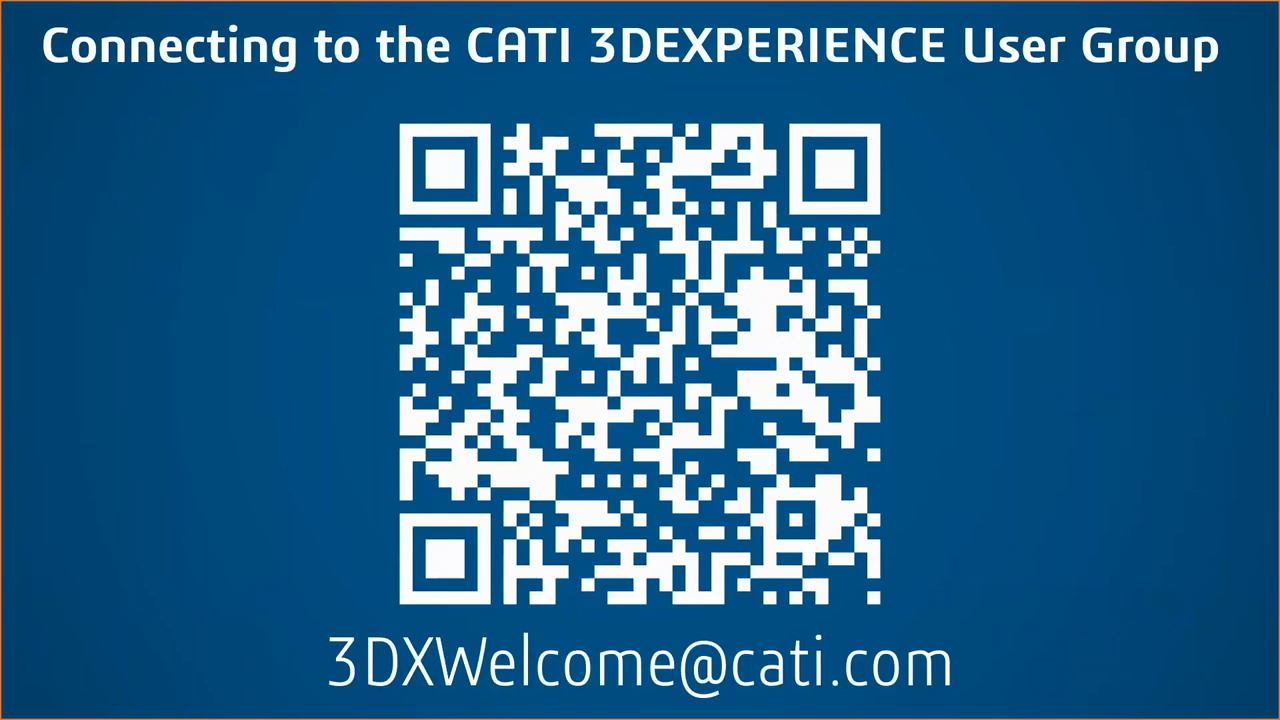 Connecting to the CATI 3DEXPERIENCE User Group
3DXWelcome@cati.com